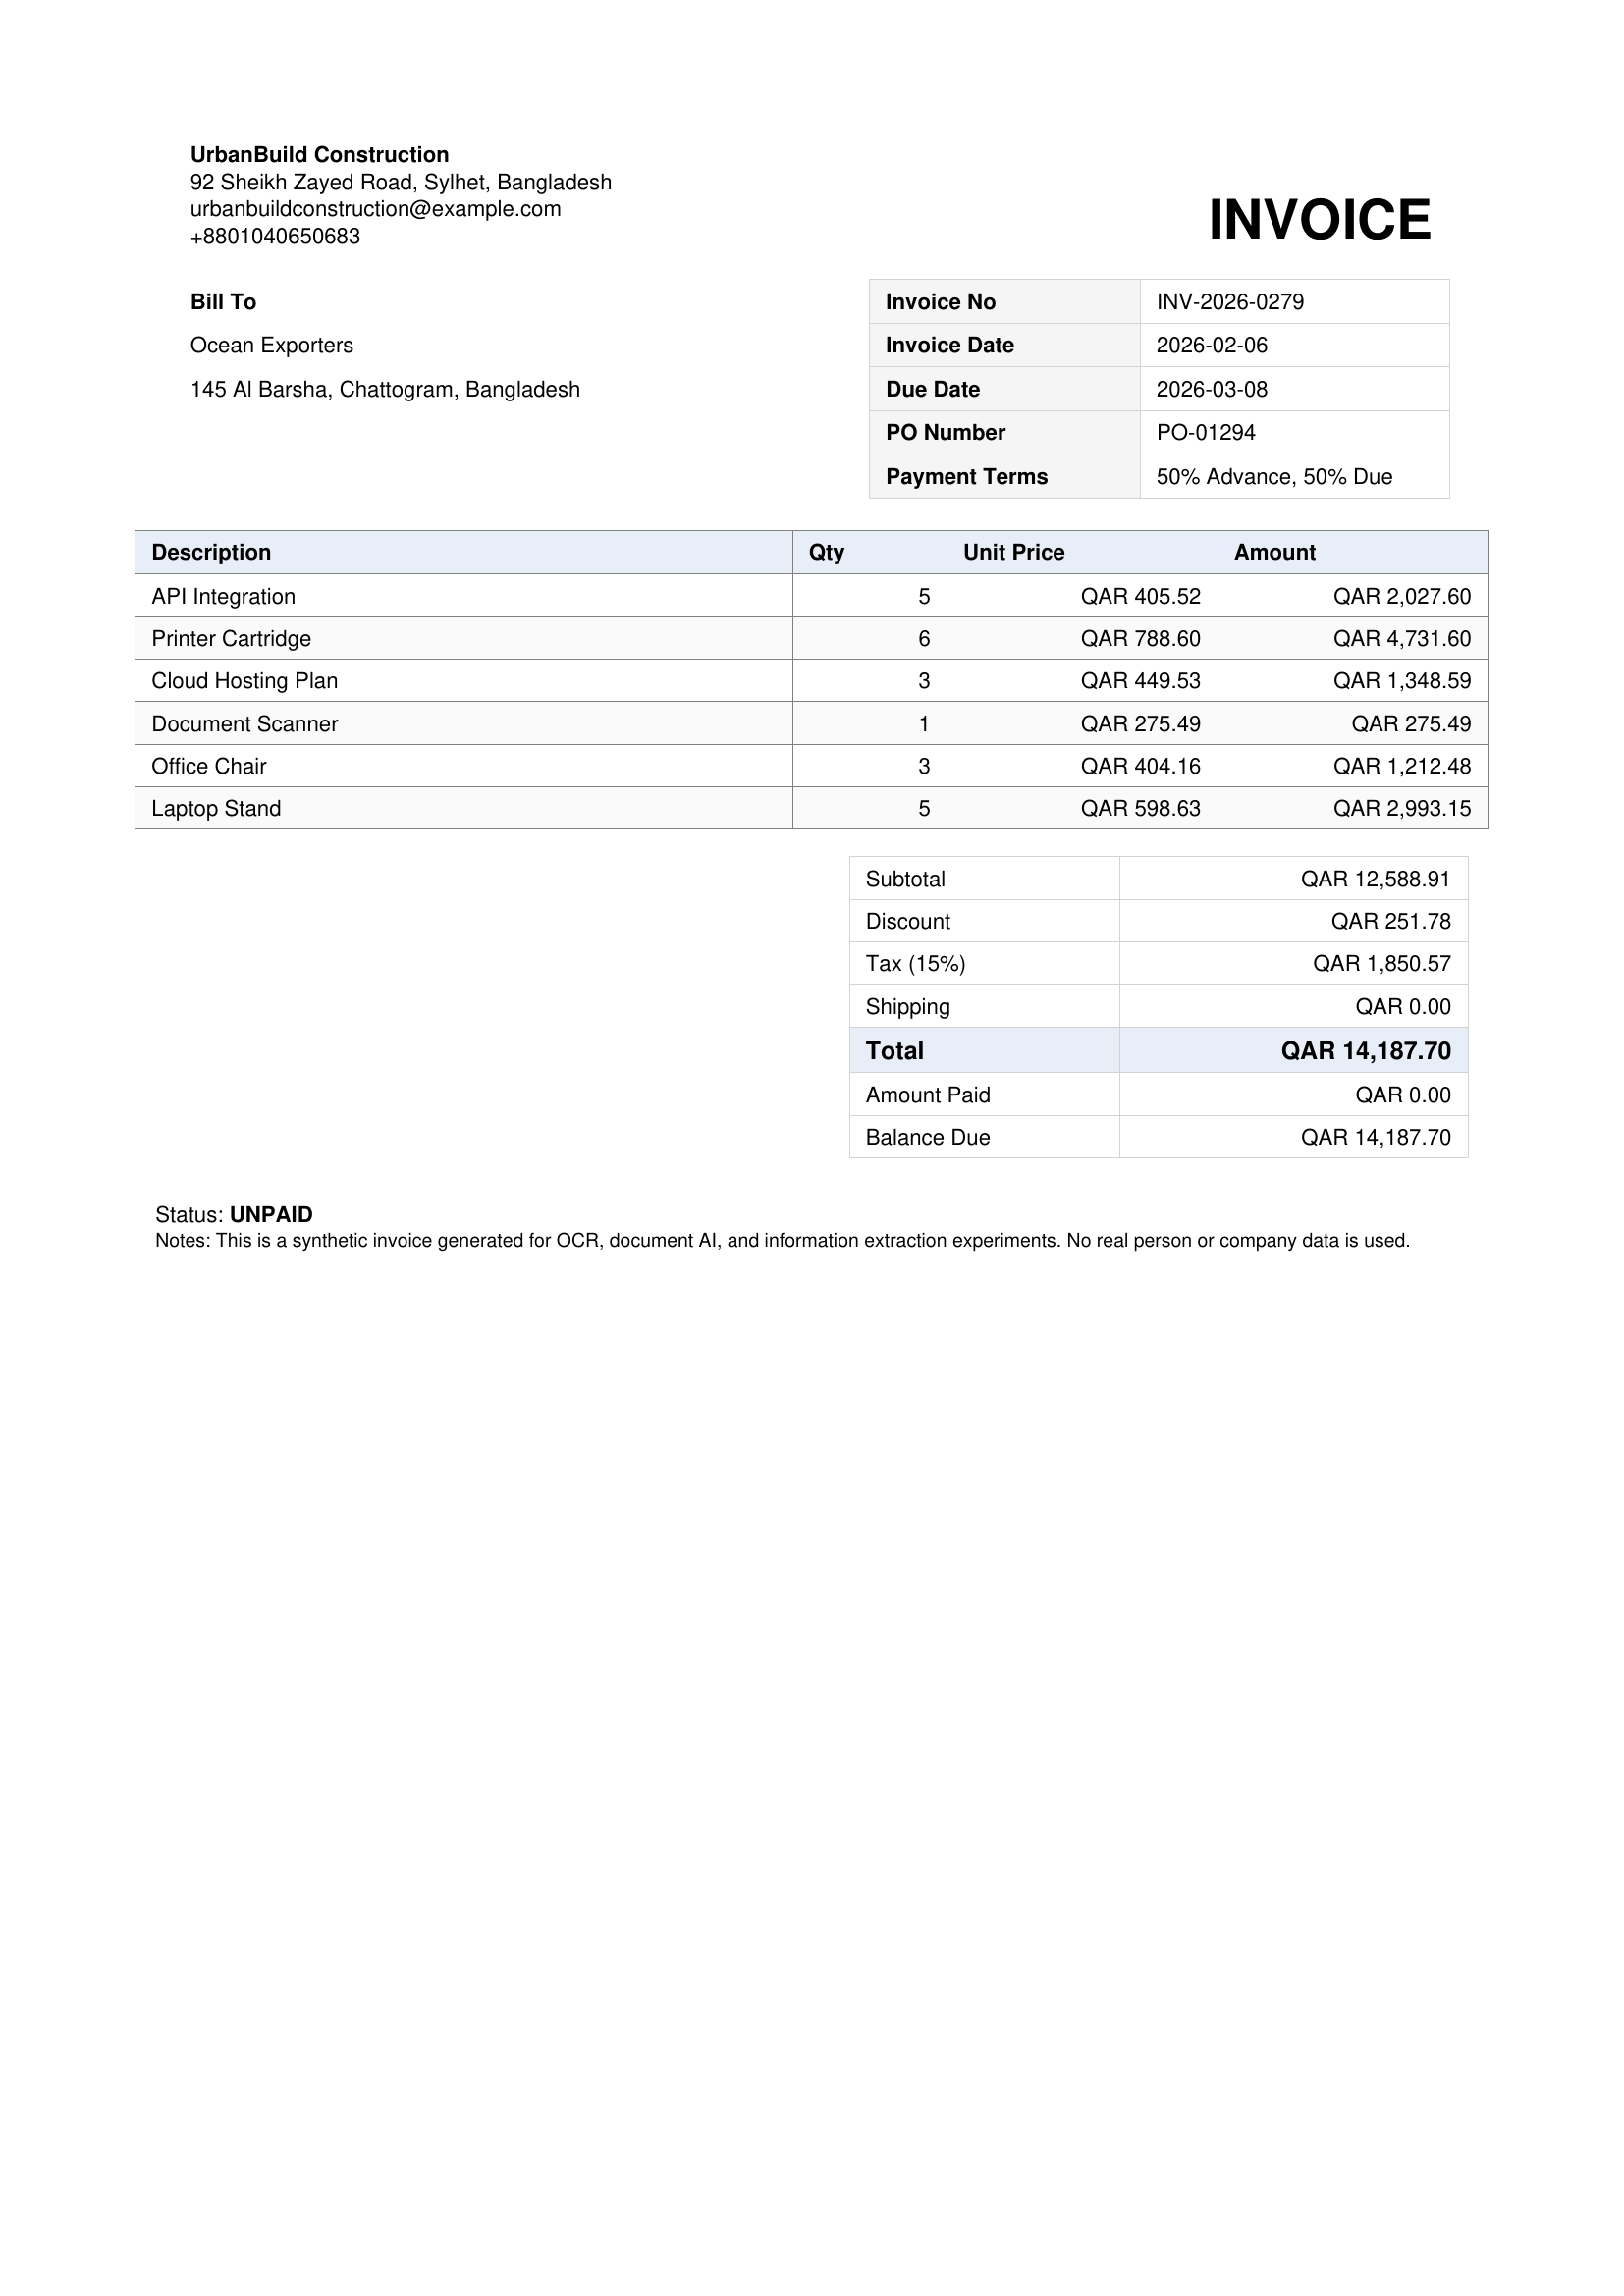 UrbanBuild Construction
92 Sheikh Zayed Road, Sylhet, Bangladesh
urbanbuildconstruction@example.com
+8801040650683
INVOICE
Bill To
Ocean Exporters
145 Al Barsha, Chattogram, Bangladesh
Invoice No INV-2026-0279
Invoice Date 2026-02-06
Due Date 2026-03-08
PO Number PO-01294
Payment Terms 50% Advance, 50% Due
Description Qty Unit Price Amount
API Integration 5 QAR 405.52 QAR 2,027.60
Printer Cartridge 6 QAR 788.60 QAR 4,731.60
Cloud Hosting Plan 3 QAR 449.53 QAR 1,348.59
Document Scanner 1 QAR 275.49 QAR 275.49
Office Chair 3 QAR 404.16 QAR 1,212.48
Laptop Stand 5 QAR 598.63 QAR 2,993.15
Subtotal QAR 12,588.91
Discount QAR 251.78
Tax (15%) QAR 1,850.57
Shipping QAR 0.00
Total QAR 14,187.70
Amount Paid QAR 0.00
Balance Due QAR 14,187.70
Status: UNPAID
Notes: This is a synthetic invoice generated for OCR, document AI, and information extraction experiments. No real person or company data is used.